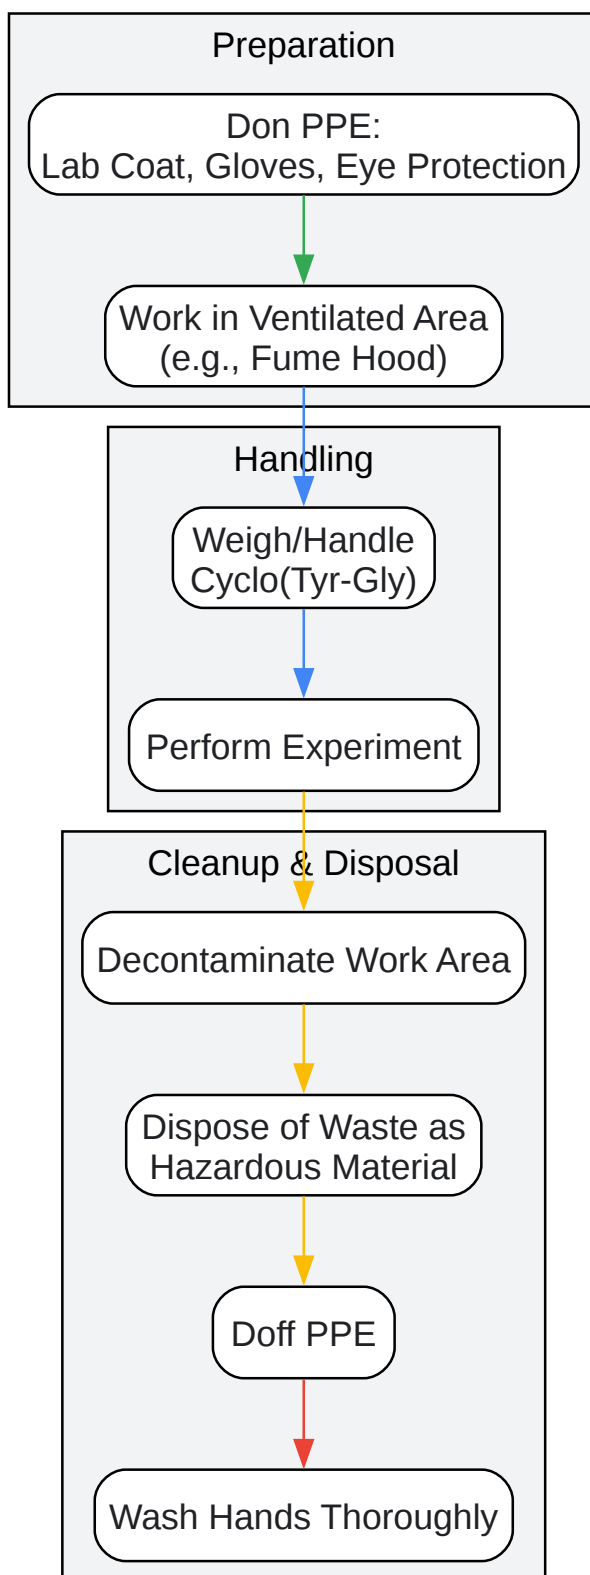 Preparation
Don PPE:
Lab Coat, Gloves, Eye Protection
Work in Ventilated Area
(e.g., Fume Hood)
Handling
Weigh/Handle
Cyclo(Tyr-Gly)
Perform Experiment
Cleanup & Disposal
Decontaminate Work Area
Dispose of Waste as
Hazardous Material
Doff PPE
Wash Hands Thoroughly